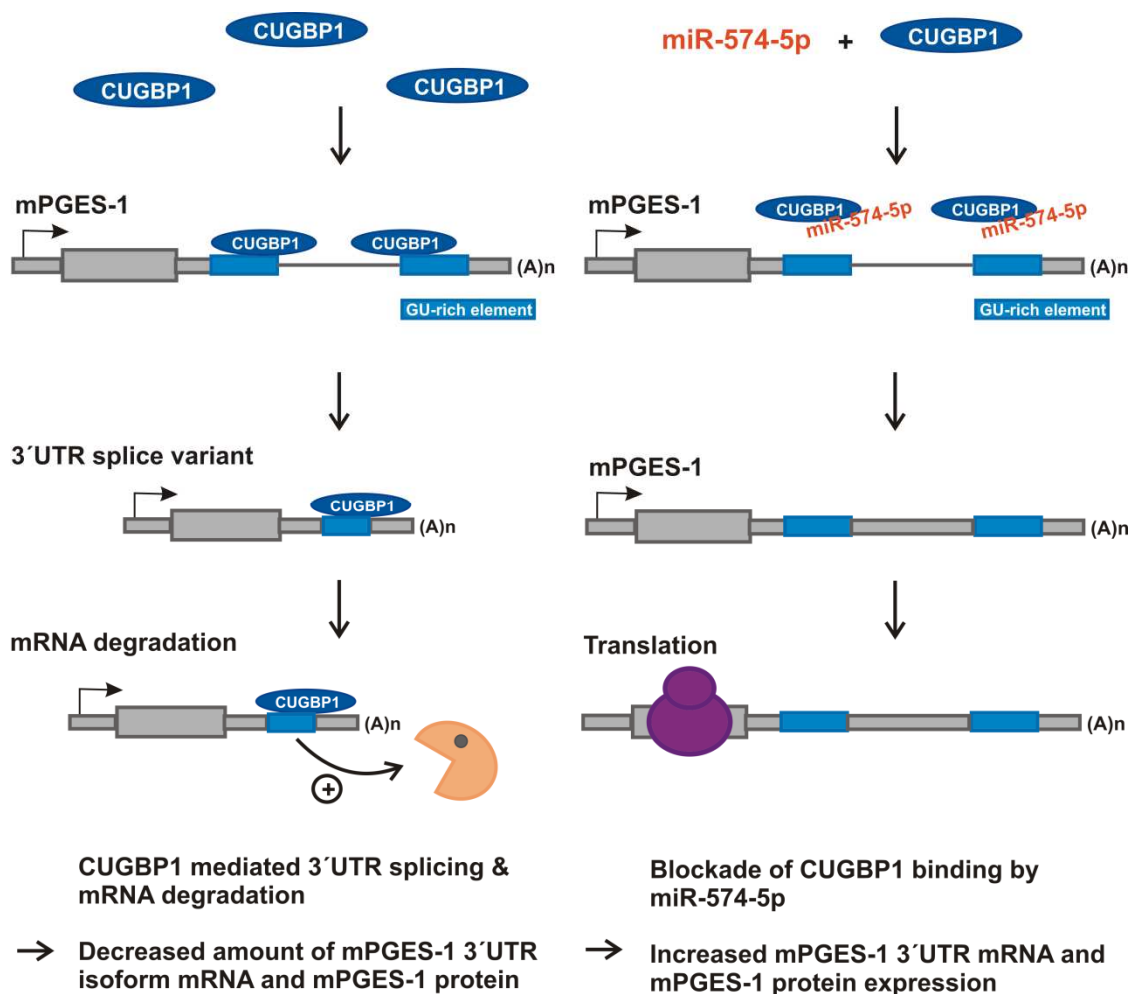 CUGBP1
CUGBP1
CUGBP1
mPGES-1
CUGBP1
CUGBP1
(A)n
GU-rich element
3´UTR splice variant
CUGBP1
(A)n
mRNA degradation
CUGBP1
(A)n
+
CUGBP1 mediated 3´UTR splicing &
mRNA degradation
→ Decreased amount of mPGES-1 3´UTR
isoform mRNA and mPGES-1 protein
miR-574-5p + CUGBP1
mPGES-1
CUGBP1
miR-574-5p
CUGBP1
miR-574-5p
(A)n
GU-rich element
mPGES-1
(A)n
Translation
(A)n
Blockade of CUGBP1 binding by
miR-574-5p
→ Increased mPGES-1 3´UTR mRNA and
mPGES-1 protein expression